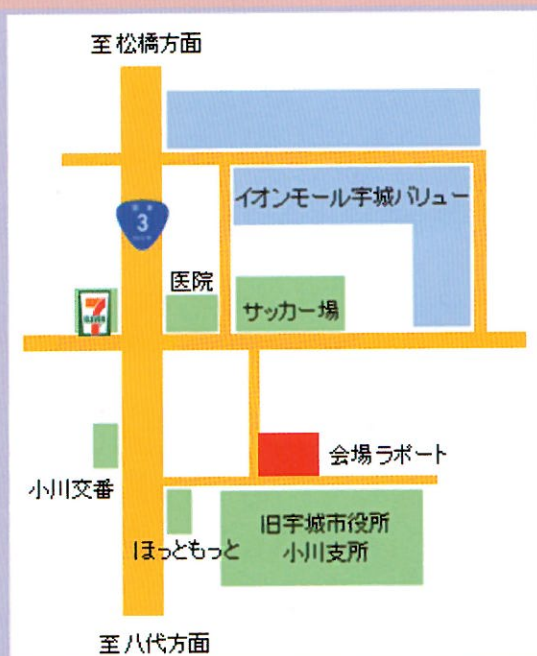 至松橋方面
イオンモール宇城バリュー
3
医院
7
ELEVEN
サッカー場
会場ラポート
小川交番
旧宇城市役所
小川支所
ほっともっと
至八代方面